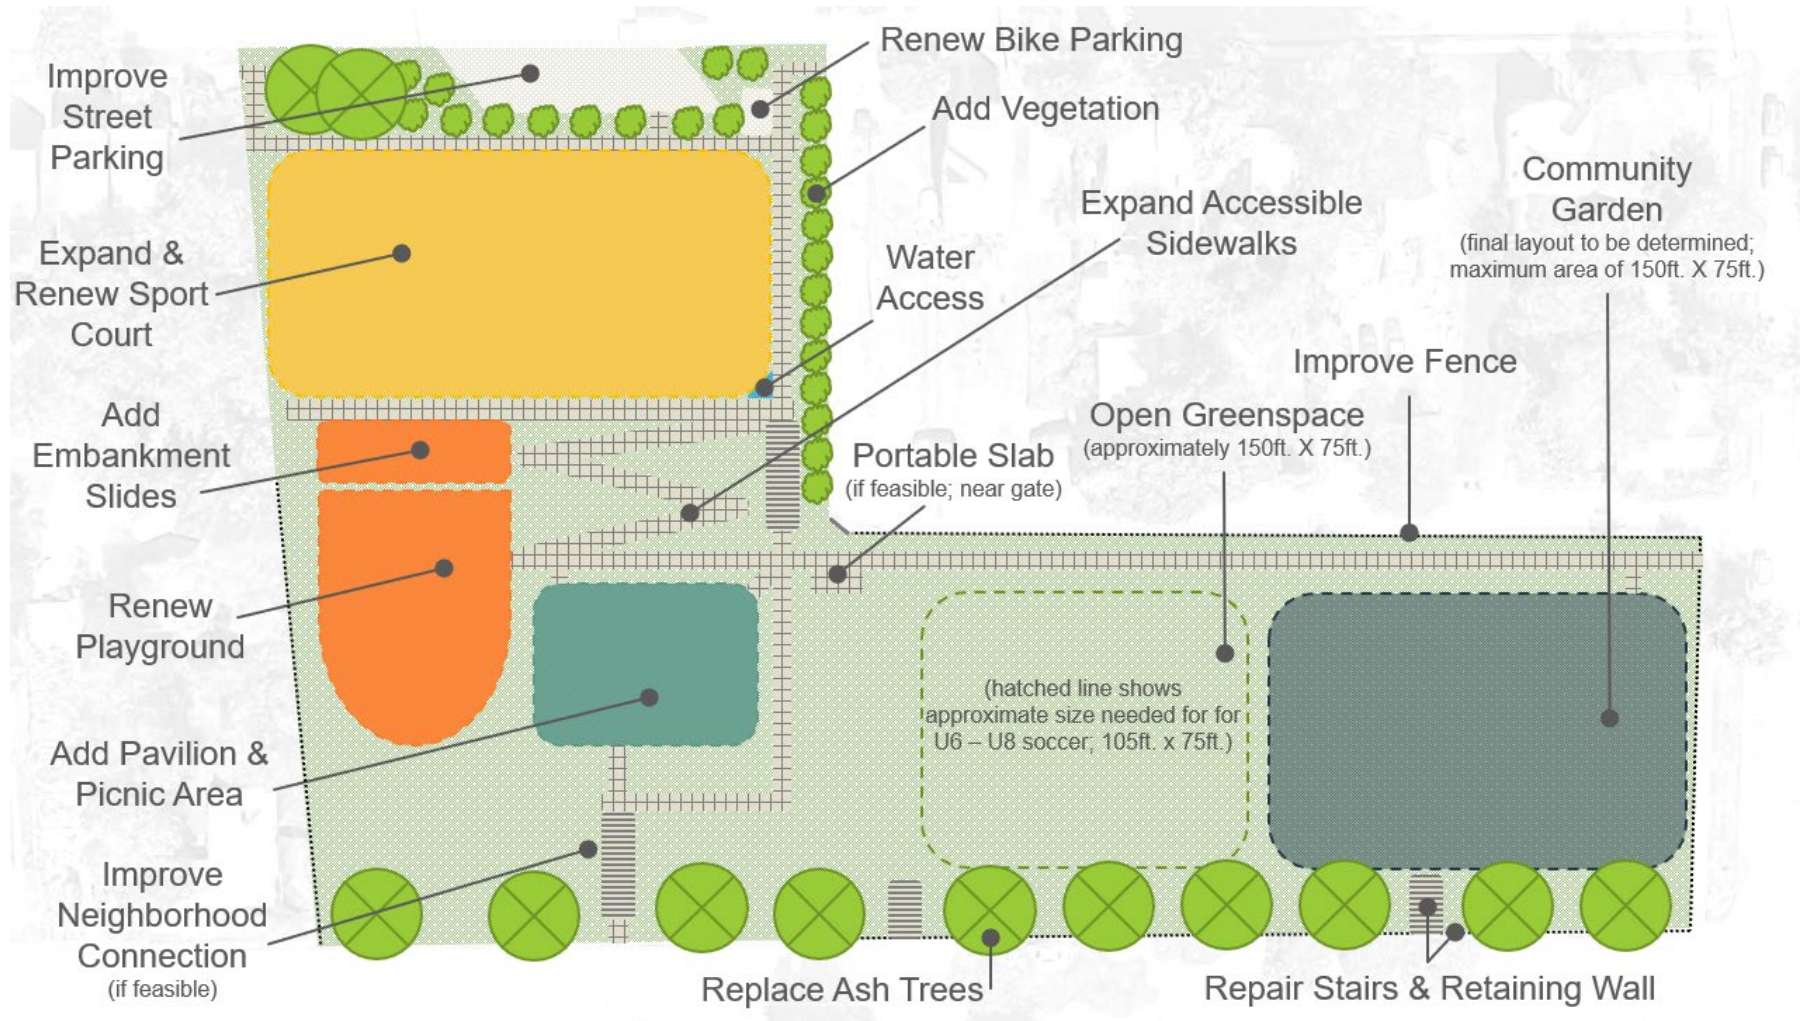 Improve
Street
Parking
Renew Bike Parking
Add Vegetation
Expand Accessible
Sidewalks
Community
Garden
(final layout to be determined;
maximum area of 150ft. X 75ft.)
Expand &
Renew Sport
Court
Water
Access
Improve Fence
Add
Embankment
Slides
Open Greenspace
(approximately 150ft. X 75ft.)
Portable Slab
(if feasible; near gate)
Renew
Playground
(hatched line shows
approximate size needed for for
U6 – U8 soccer; 105ft. x 75ft.)
Add Pavilion &
Picnic Area
Improve
Neighborhood
Connection
(if feasible)
Replace Ash Trees
Repair Stairs & Retaining Wall